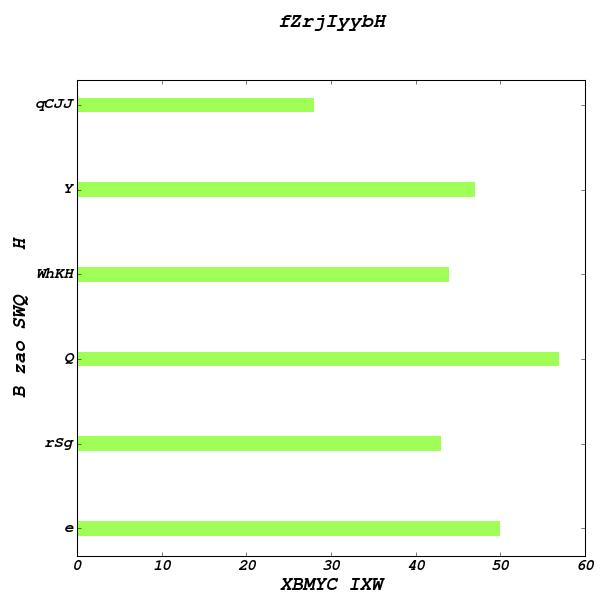 fZrjIyybH
qCJJ
Y
WhKH
Q
rSg
e
B zao SWQ   H
0 10 20 30 40 50 60
XBMYC IXW